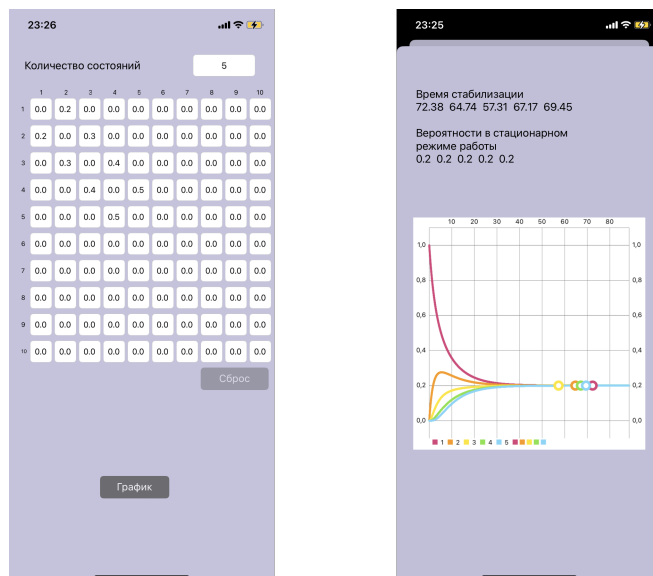 23:26
Количество состояний 5
1 2 3 4 5 6 7 8 9 10
1 0.0 0.2 0.0 0.0 0.0 0.0 0.0 0.0 0.0 0.0
2 0.2 0.0 0.3 0.0 0.0 0.0 0.0 0.0 0.0 0.0
3 0.0 0.3 0.0 0.4 0.0 0.0 0.0 0.0 0.0 0.0
4 0.0 0.0 0.4 0.0 0.5 0.0 0.0 0.0 0.0 0.0
5 0.0 0.0 0.0 0.5 0.0 0.0 0.0 0.0 0.0 0.0
6 0.0 0.0 0.0 0.0 0.0 0.0 0.0 0.0 0.0 0.0
7 0.0 0.0 0.0 0.0 0.0 0.0 0.0 0.0 0.0 0.0
8 0.0 0.0 0.0 0.0 0.0 0.0 0.0 0.0 0.0 0.0
9 0.0 0.0 0.0 0.0 0.0 0.0 0.0 0.0 0.0 0.0
10 0.0 0.0 0.0 0.0 0.0 0.0 0.0 0.0 0.0 0.0
Сброс
График
23:25
Время стабилизации
72.38 64.74 57.31 67.17 69.45
Вероятности в стационарном
режиме работы
0.2 0.2 0.2 0.2 0.2
10 20 30 40 50 60 70 80
1,0 1,0
0,8 0,8
0,6 0,6
0,4 0,4
0,2 0,2
0,0 0,0
1 2 3 4 5